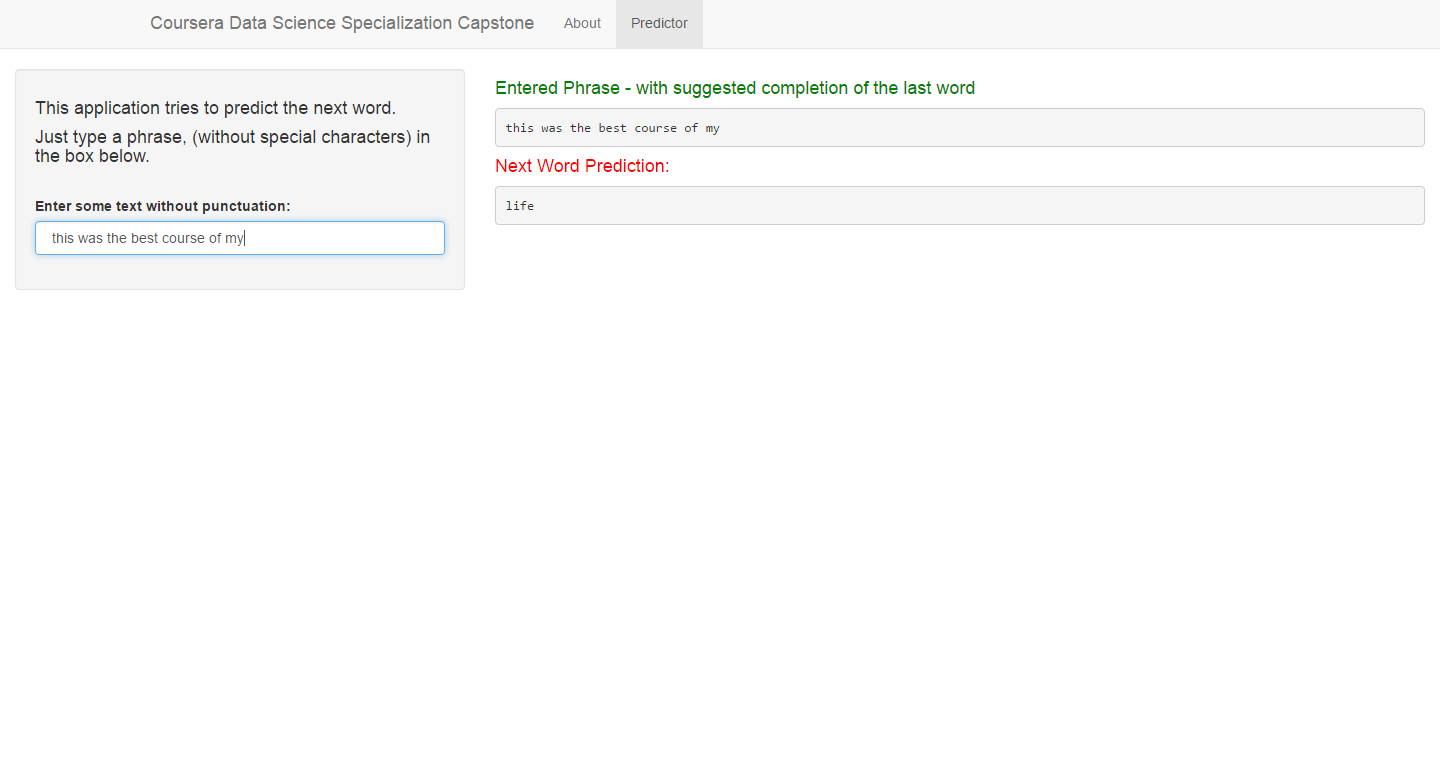 Coursera Data Science Specialization Capstone About Predictor
This application tries to predict the next word.
Just type a phrase, (without special characters) in
the box below.
Enter some text without punctuation:
this was the best course of my
Entered Phrase - with suggested completion of the last word
this was the best course of my
Next Word Prediction:
life